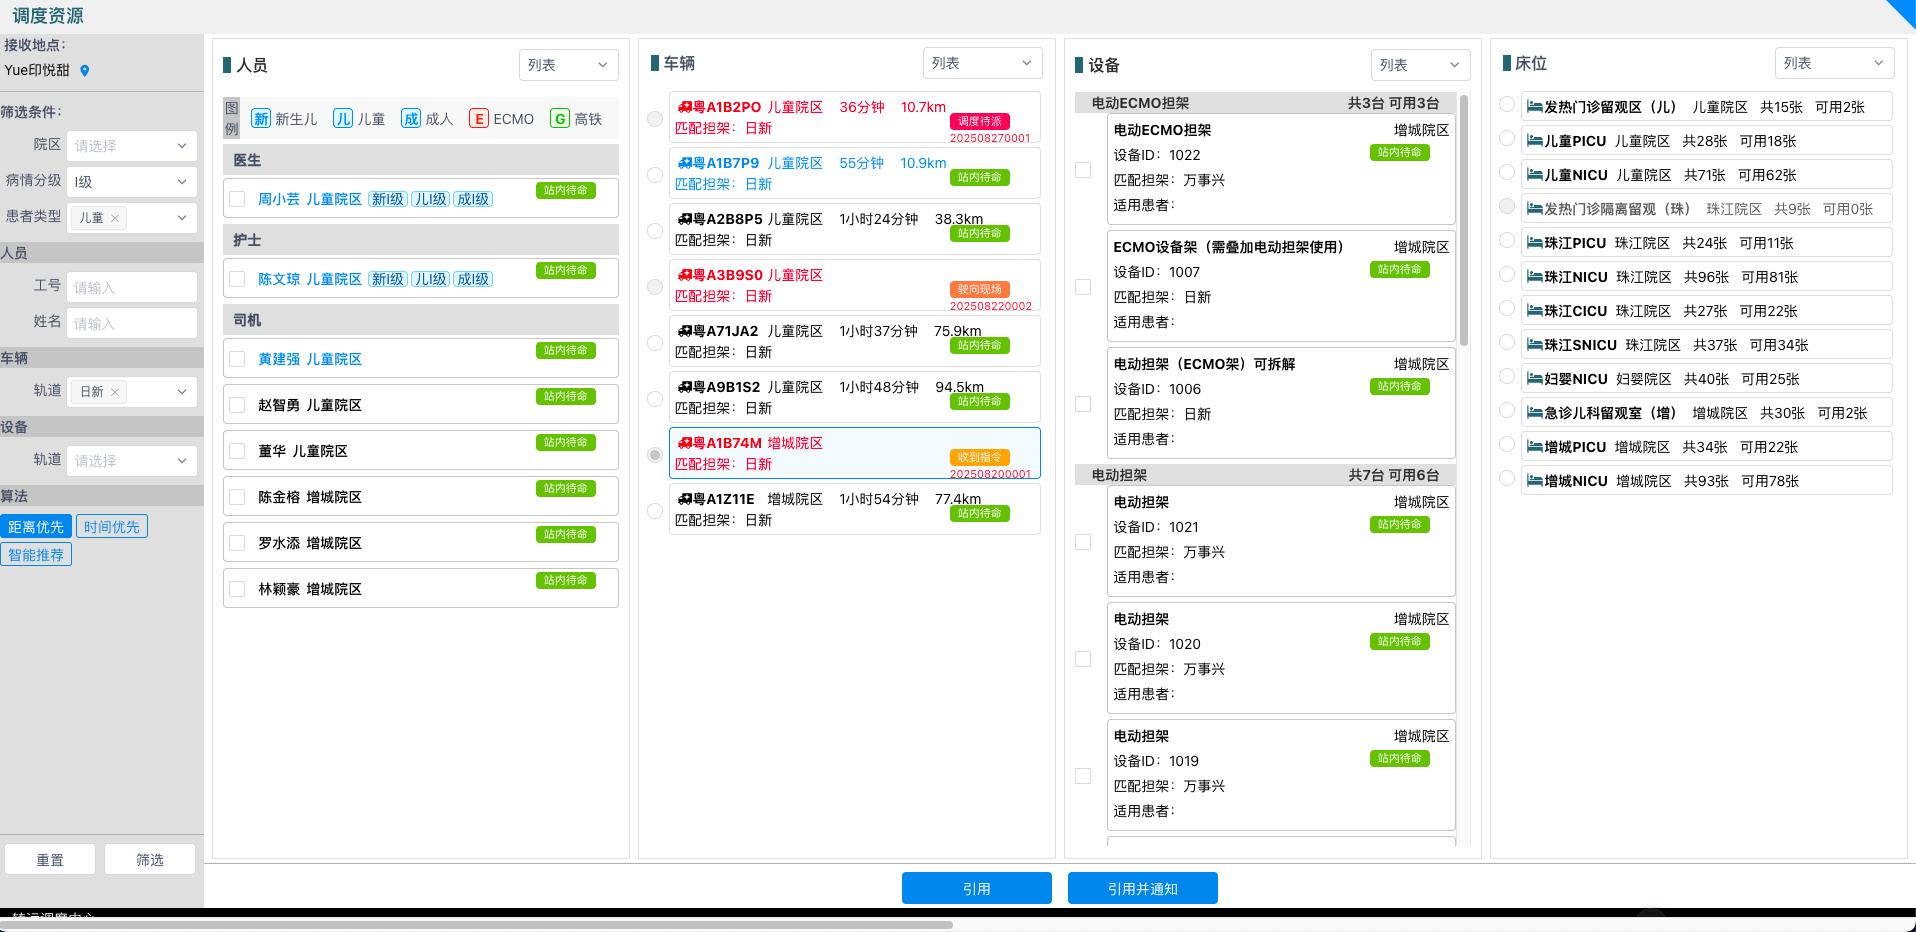 调度资源
接收地点：
Yue印悦甜
筛选条件：
院区 请选择
病情分级 I级
患者类型 儿童
人员
工号 请输入
姓名 请输入
车辆
轨道 日新
设备
轨道 请选择
算法
距离优先 时间优先
智能推荐
重置 筛选
人员 列表
图例 新 新生儿 儿 儿童 成 成人 E ECMO G 高铁
医生
周小芸 儿童院区 新I级 儿I级 成I级 站内待命
护士
陈文琼 儿童院区 新I级 儿I级 成I级 站内待命
司机
黄建强 儿童院区 站内待命
赵智勇 儿童院区 站内待命
董华 儿童院区 站内待命
陈金榕 增城院区 站内待命
罗水添 增城院区 站内待命
林颖豪 增城院区 站内待命
车辆 列表
粤A1B2PO 儿童院区 36分钟 10.7km
匹配担架：日新 调度待派
202508270001
粤A1B7P9 儿童院区 55分钟 10.9km
匹配担架：日新 站内待命
粤A2B8P5 儿童院区 1小时24分钟 38.3km
匹配担架：日新 站内待命
粤A3B9S0 儿童院区
匹配担架：日新 驶向现场
202508220002
粤A71JA2 儿童院区 1小时37分钟 75.9km
匹配担架：日新 站内待命
粤A9B1S2 儿童院区 1小时48分钟 94.5km
匹配担架：日新 站内待命
粤A1B74M 增城院区
匹配担架：日新 收到指令
202508200001
粤A1Z11E 增城院区 1小时54分钟 77.4km
匹配担架：日新 站内待命
设备 列表
电动ECMO担架 共3台 可用3台
电动ECMO担架 增城院区
设备ID：1022 站内待命
匹配担架：万事兴
适用患者：
ECMO设备架（需叠加电动担架使用） 增城院区
设备ID：1007 站内待命
匹配担架：日新
适用患者：
电动担架（ECMO架）可拆解 增城院区
设备ID：1006 站内待命
匹配担架：日新
适用患者：
电动担架 共7台 可用6台
电动担架 增城院区
设备ID：1021 站内待命
匹配担架：万事兴
适用患者：
电动担架 增城院区
设备ID：1020 站内待命
匹配担架：万事兴
适用患者：
电动担架 增城院区
设备ID：1019 站内待命
匹配担架：万事兴
适用患者：
床位 列表
发热门诊留观区（儿） 儿童院区 共15张 可用2张
儿童PICU 儿童院区 共28张 可用18张
儿童NICU 儿童院区 共71张 可用62张
发热门诊隔离留观（珠） 珠江院区 共9张 可用0张
珠江PICU 珠江院区 共24张 可用11张
珠江NICU 珠江院区 共96张 可用81张
珠江CICU 珠江院区 共27张 可用22张
珠江SNICU 珠江院区 共37张 可用34张
妇婴NICU 妇婴院区 共40张 可用25张
急诊儿科留观室（增） 增城院区 共30张 可用2张
增城PICU 增城院区 共34张 可用22张
增城NICU 增城院区 共93张 可用78张
引用 引用并通知